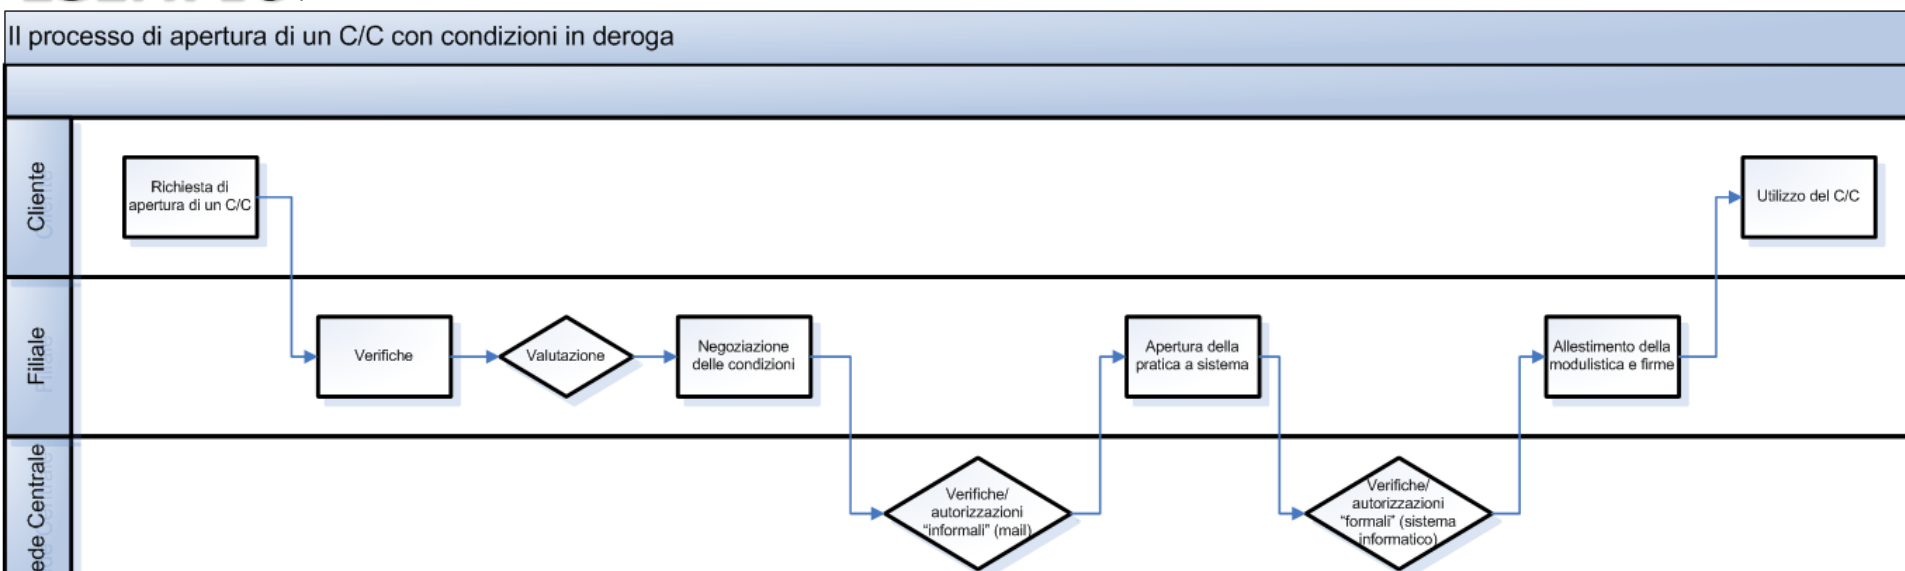 Il processo di apertura di un C/C con condizioni in deroga
Cliente
Richiesta di
apertura di un C/C
Utilizzo del C/C
Filiale
Verifiche
Valutazione
Negoziazione
delle condizioni
Apertura della
pratica a sistema
Allestimento della
modulistica e firme
ede Centrale
Verifiche/
autorizzazioni
“informali” (mail)
Verifiche/
autorizzazioni
“formali” (sistema
informatico)